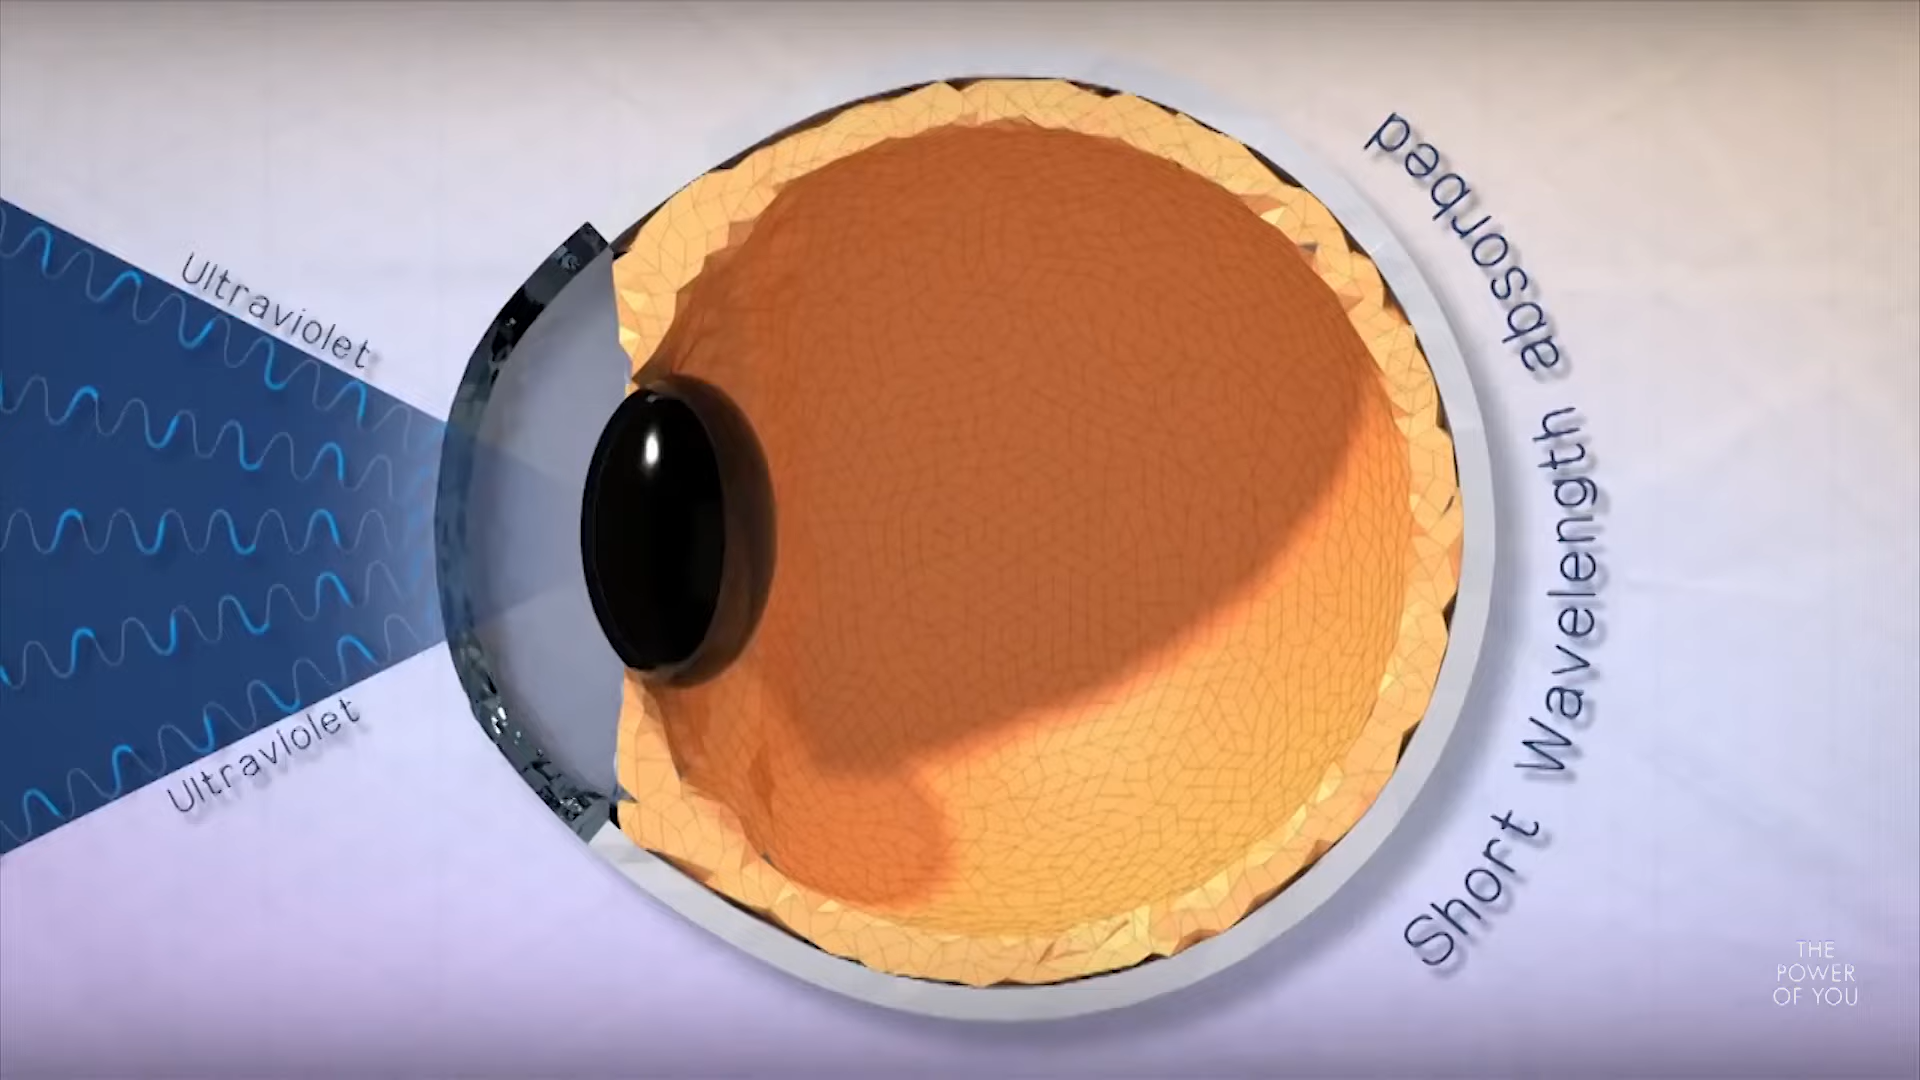 Ultraviolet
Ultraviolet
Short Wavelength absorbed
THE
POWER
OF YOU